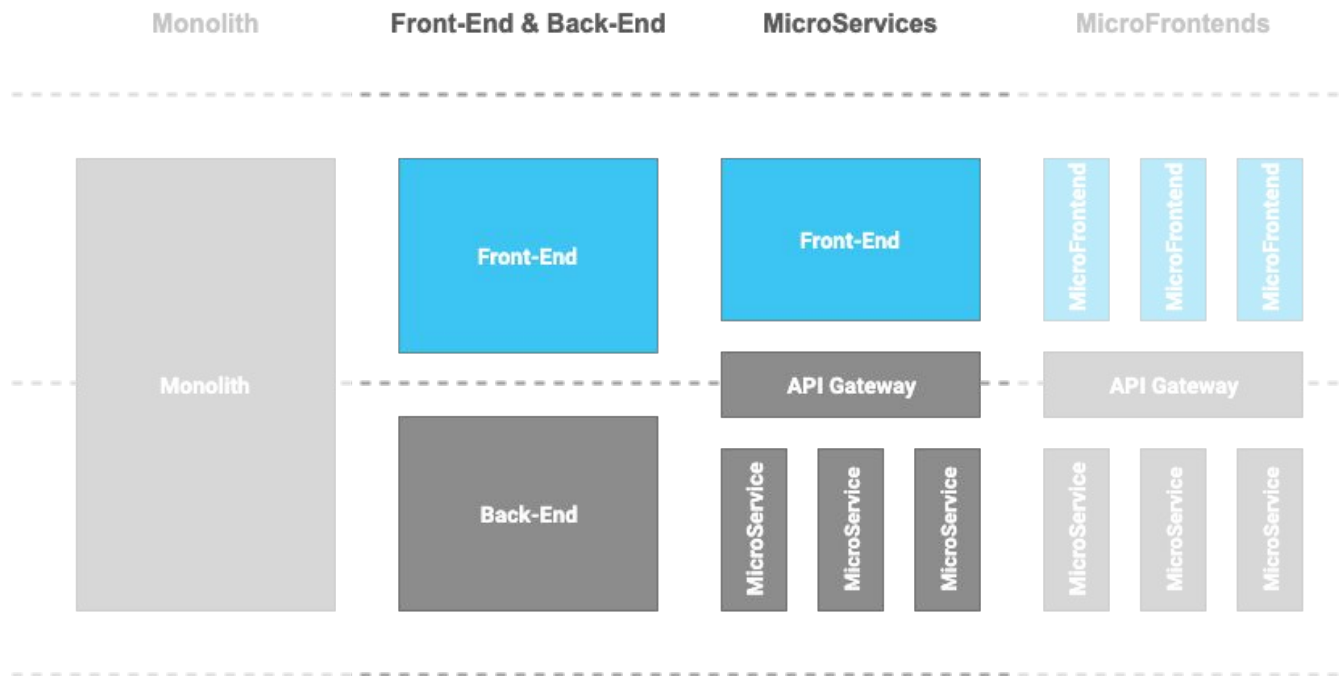 Monolith
Front-End & Back-End
MicroServices
MicroFrontends
Monolith
Front-End
Back-End
Front-End
API Gateway
MicroService
MicroService
MicroService
MicroFrontend
MicroFrontend
MicroFrontend
API Gateway
MicroService
MicroService
MicroService